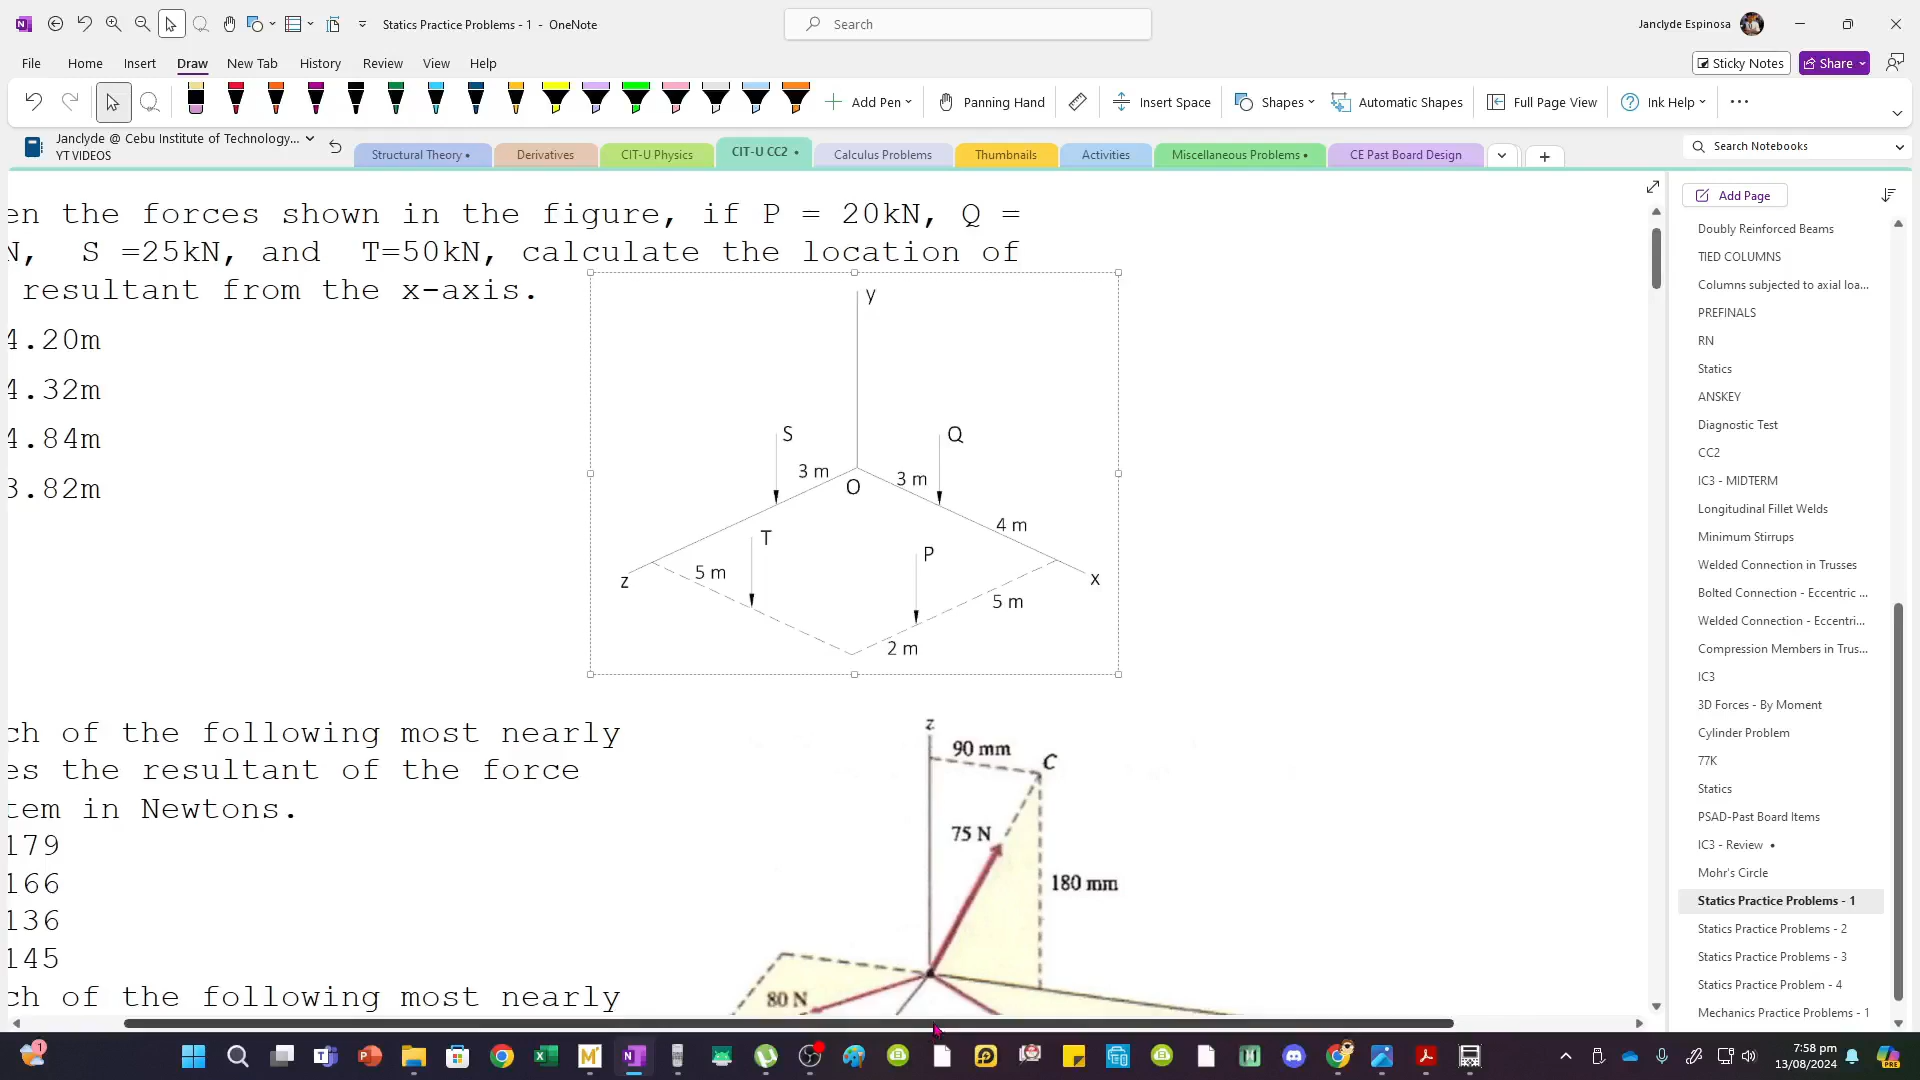 Statics Practice Problems - 1 - OneNote
Search
Janclyde Espinosa
File Home Insert Draw New Tab History Review View Help
Sticky Notes
Share
Add Pen
Panning Hand
Insert Space
Shapes
Automatic Shapes
Full Page View
Ink Help
Janclyde @ Cebu Institute of Technology...
YT VIDEOS
Structural Theory •
Derivatives
CIT-U Physics
CIT-U CC2 •
Calculus Problems
Thumbnails
Activities
Miscellaneous Problems •
CE Past Board Design
Search Notebooks
en the forces shown in the figure, if P = 20kN, Q =
N, S =25kN, and T=50kN, calculate the location of
resultant from the x-axis.
4.20m
4.32m
4.84m
3.82m
y
S
Q
3 m
3 m
O
4 m
T
P
5 m
z
x
5 m
2 m
ch of the following most nearly
es the resultant of the force
tem in Newtons.
179
166
136
145
ch of the following most nearly
z
90 mm
C
75 N
180 mm
80 N
Add Page
Doubly Reinforced Beams
TIED COLUMNS
Columns subjected to axial loa...
PREFINALS
RN
Statics
ANSKEY
Diagnostic Test
CC2
IC3 - MIDTERM
Longitudinal Fillet Welds
Minimum Stirrups
Welded Connection in Trusses
Bolted Connection - Eccentric ...
Welded Connection - Eccentri...
Compression Members in Trus...
IC3
3D Forces - By Moment
Cylinder Problem
77K
Statics
PSAD-Past Board Items
IC3 - Review •
Mohr's Circle
Statics Practice Problems - 1
Statics Practice Problems - 2
Statics Practice Problems - 3
Statics Practice Problem - 4
Mechanics Practice Problems - 1
7:58 pm
13/08/2024